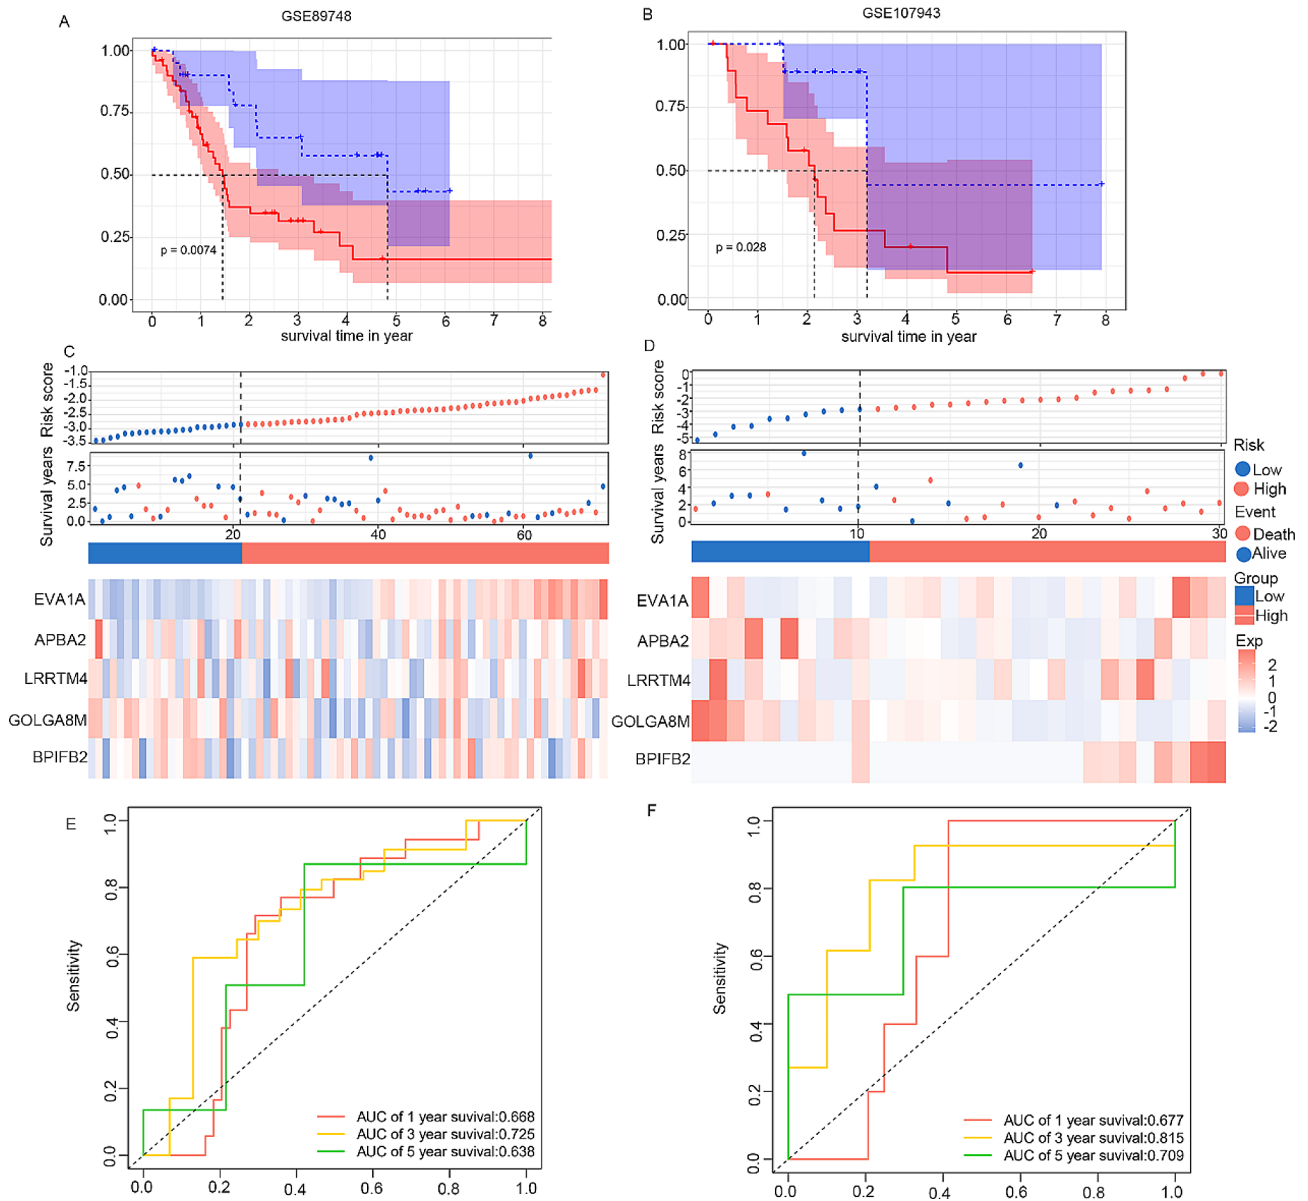 A
GSE89748
1.00
0.75
0.50
0.25
0.00
p = 0.0074
0 1 2 3 4 5 6 7 8
survival time in year
B
GSE107943
1.00
0.75
0.50
0.25
0.00
p = 0.028
0 1 2 3 4 5 6 7 8
survival time in year
C
Risk score
-1.0
-1.5
-2.0
-2.5
-3.0
-3.5
Survival years
7.5
5.0
2.5
0.0
20 40 60
EVA1A
APBA2
LRRTM4
GOLGA8M
BPIFB2
D
Risk score
0
-1
-2
-3
-4
-5
Survival years
8
6
4
2
0
10 20 30
EVA1A
APBA2
LRRTM4
GOLGA8M
BPIFB2
Risk
Low
High
Event
Death
Alive
Group
Low
High
Exp
2
1
0
-1
-2
E
Sensitivity
1.0
0.8
0.6
0.4
0.2
0.0
AUC of 1 year suvival:0.668
AUC of 3 year suvival:0.725
AUC of 5 year suvival:0.638
0.0 0.2 0.4 0.6 0.8 1.0
F
Sensitivity
1.0
0.8
0.6
0.4
0.2
0.0
AUC of 1 year suvival:0.677
AUC of 3 year suvival:0.815
AUC of 5 year suvival:0.709
0.0 0.2 0.4 0.6 0.8 1.0